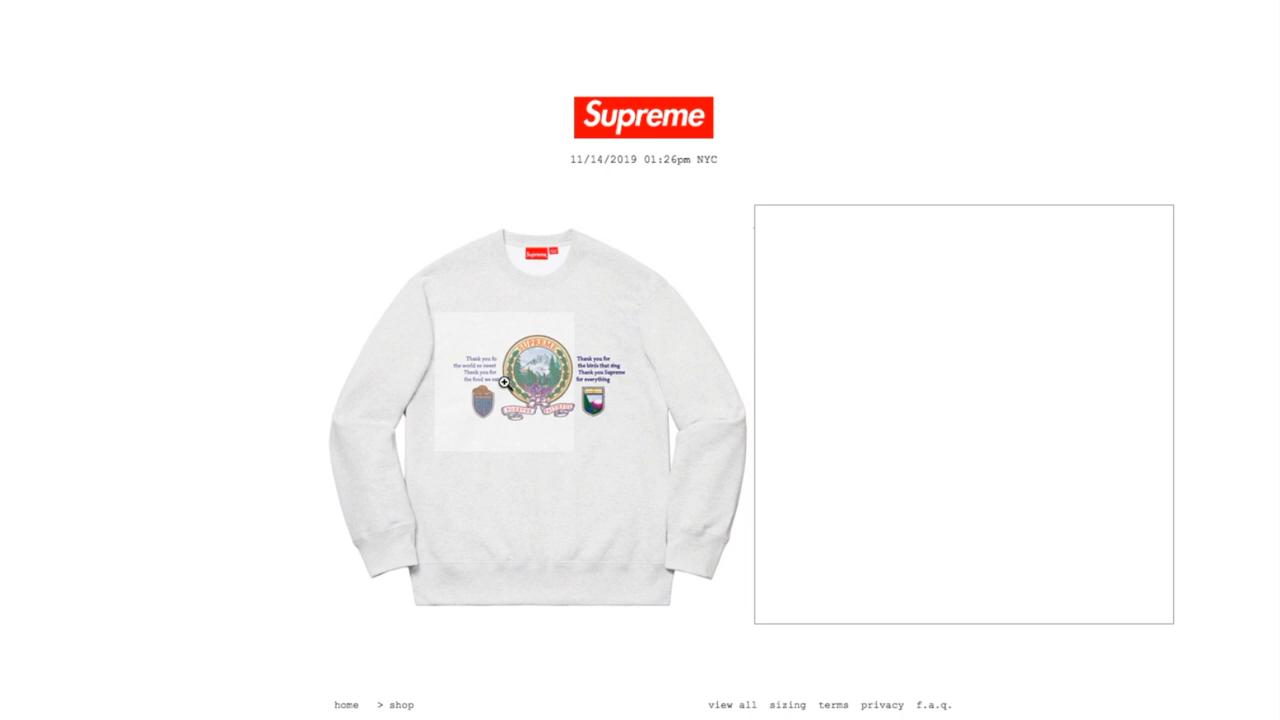 Supreme
11/14/2019 01:26pm NYC
Supreme
SUPREME
Thank you fo
the world so sweet
Thank you for
the food we ea
Thank you for
the birds that sing
Thank you Supreme
for everything
home > shop
view all sizing terms privacy f.a.q.